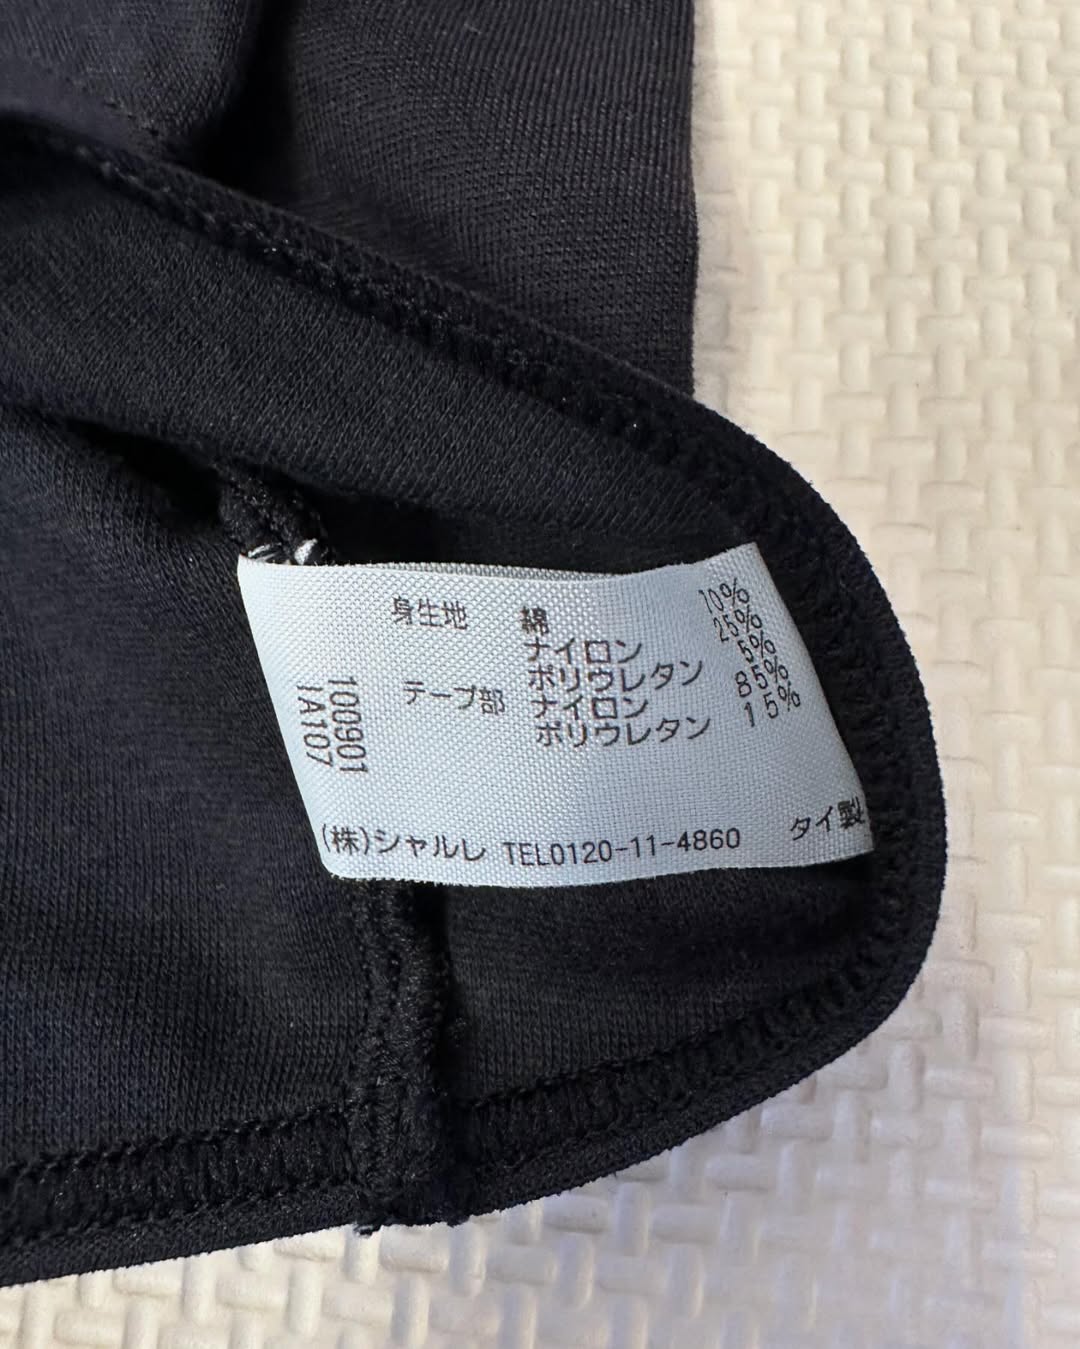 身生地 綿 70%
ナイロン 25%
ポリウレタン 5%
テープ部 ナイロン 85%
ポリウレタン 15%
100901
IA107
(株)シャルレ TEL0120-11-4860 タイ製